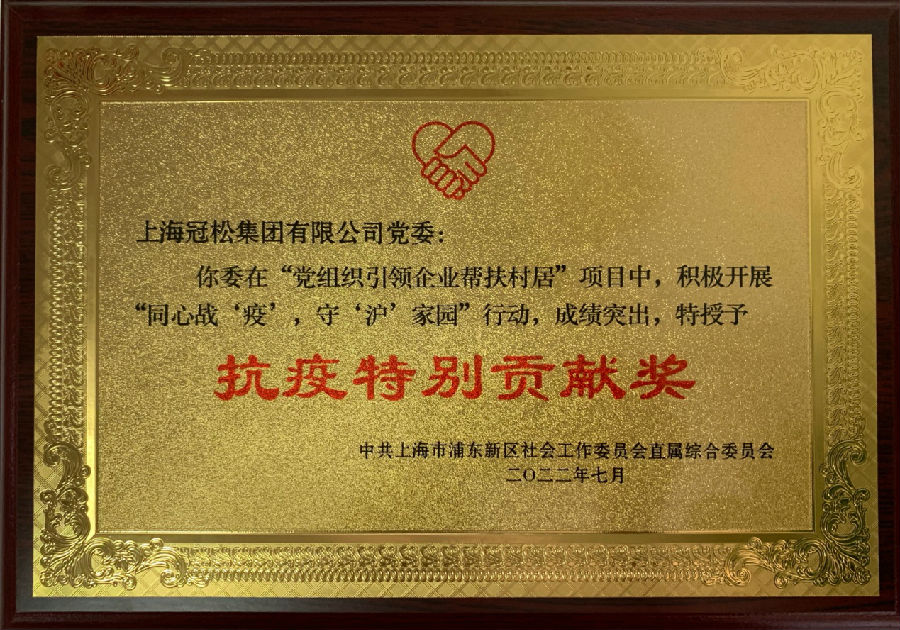 上海冠松集团有限公司党委：
你委在“党组织引领企业帮扶村居”项目中，积极开展
“同心战‘疫’，守‘沪’家园”行动，成绩突出，特授予
抗疫特别贡献奖
中共上海市浦东新区社会工作委员会直属综合委员会
二〇二二年七月